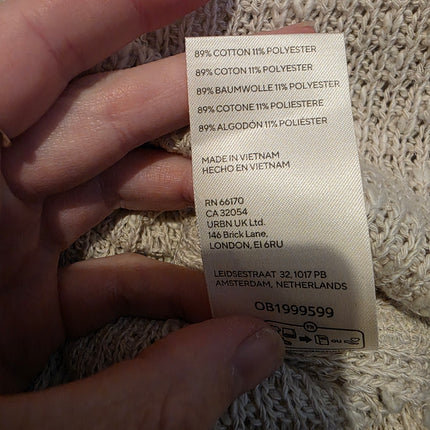 89% COTTON 11% POLYESTER
89% COTON 11% POLYESTER
89% BAUMWOLLE 11% POLYESTER
89% COTONE 11% POLIESTERE
89% ALGODÓN 11% POLIÉSTER
MADE IN VIETNAM
HECHO EN VIETNAM
RN 66170
CA 32054
URBN UK Ltd.
146 Brick Lane,
LONDON, E1 6RU
LEIDSESTRAAT 32, 1017 PB
AMSTERDAM, NETHERLANDS
OB1999599
FR
OU